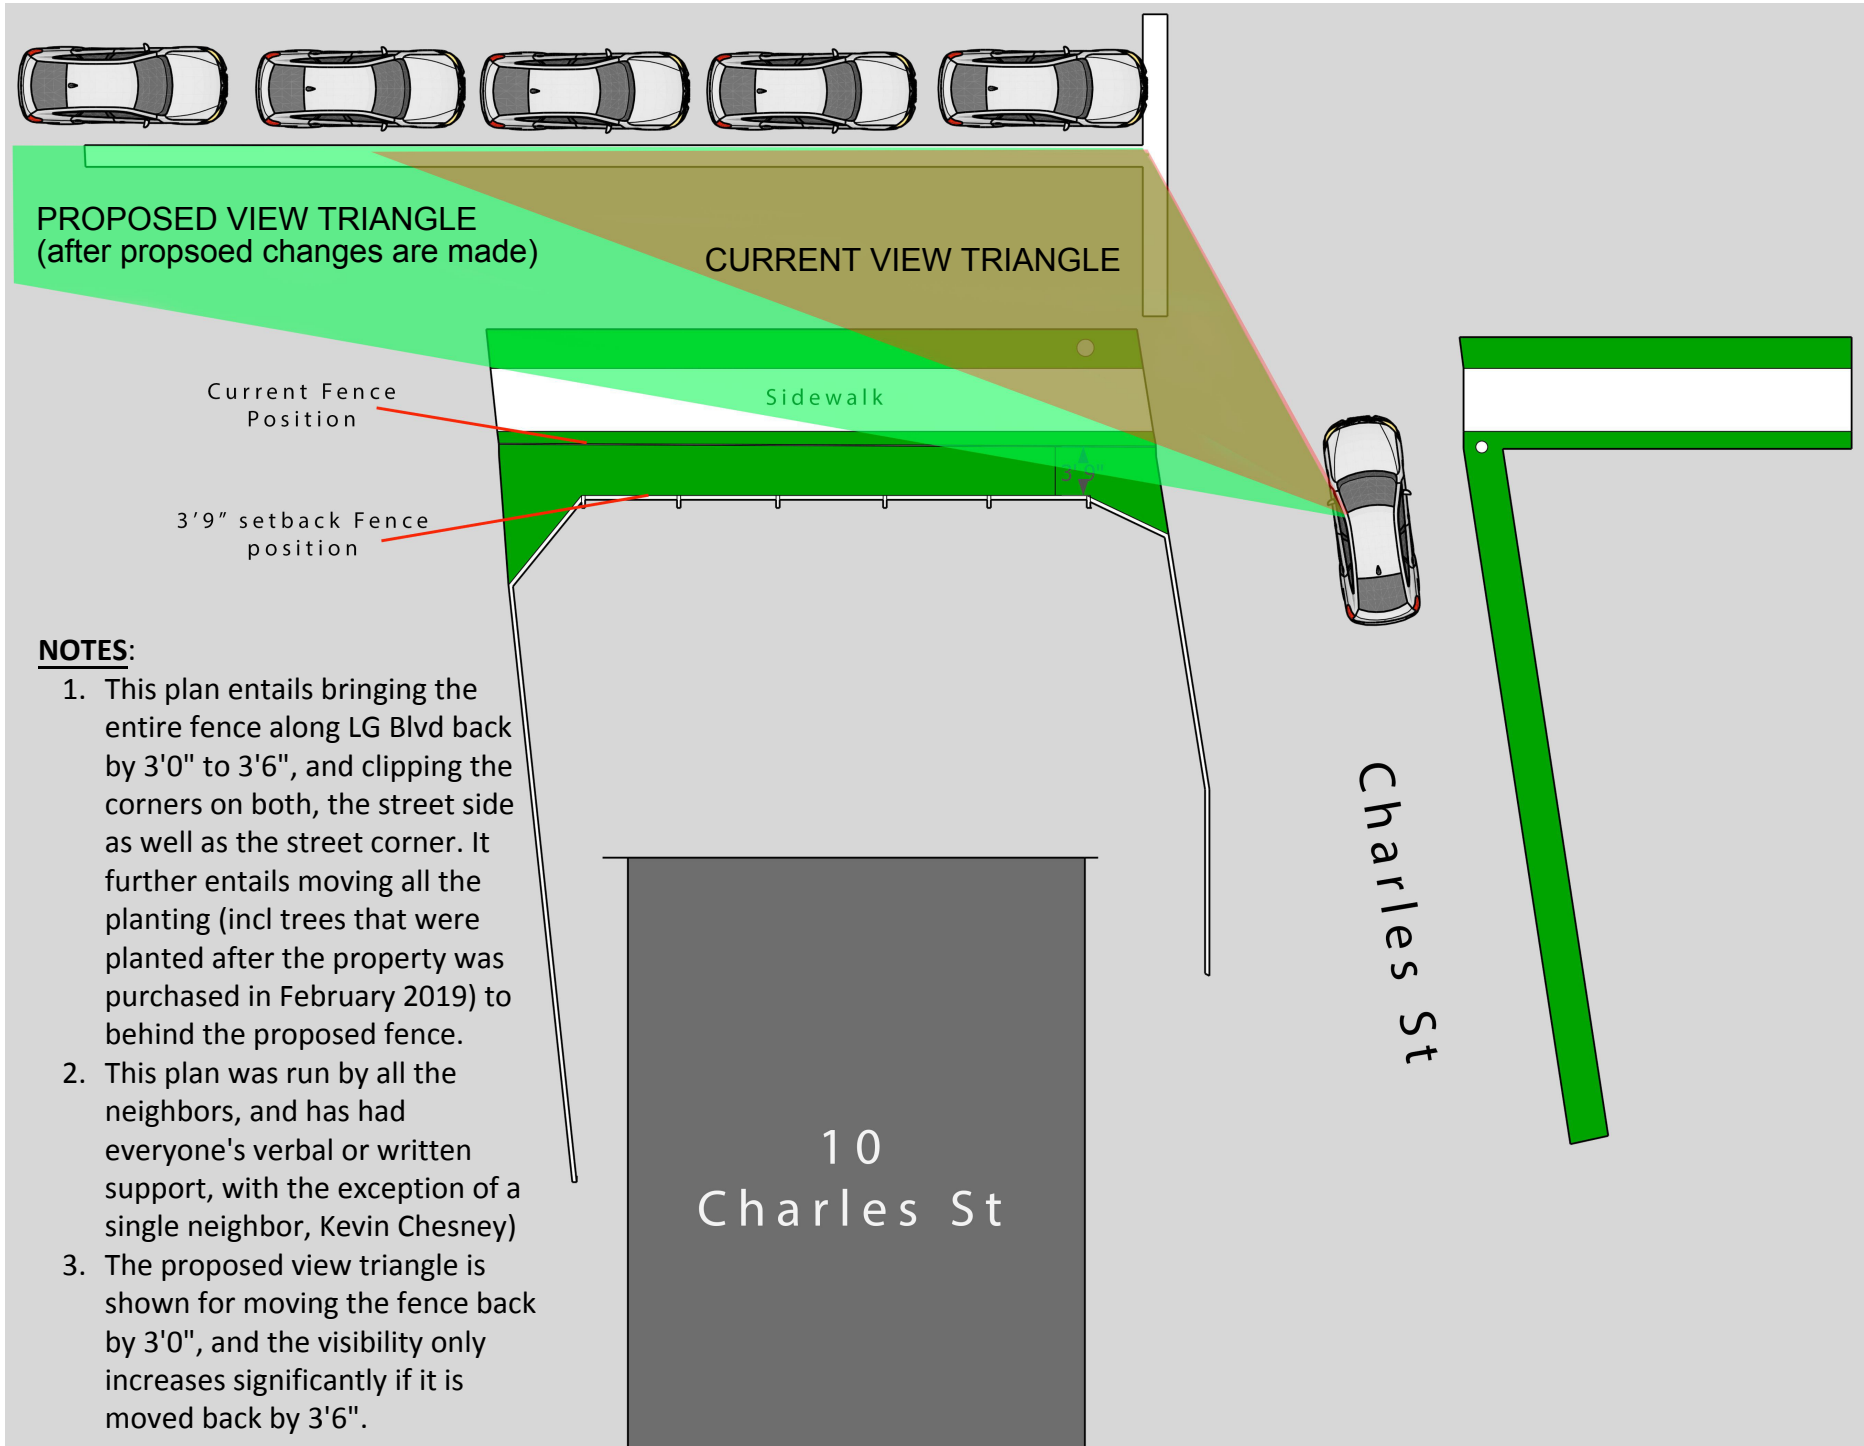 PROPOSED VIEW TRIANGLE
(after propsoed changes are made)
CURRENT VIEW TRIANGLE
Current Fence
Position
Sidewalk
3'9"
3'9" setback Fence
position
NOTES:
1. This plan entails bringing the
entire fence along LG Blvd back
by 3'0" to 3'6", and clipping the
corners on both, the street side
as well as the street corner. It
further entails moving all the
planting (incl trees that were
planted after the property was
purchased in February 2019) to
behind the proposed fence.
2. This plan was run by all the
neighbors, and has had
everyone's verbal or written
support, with the exception of a
single neighbor, Kevin Chesney)
3. The proposed view triangle is
shown for moving the fence back
by 3'0", and the visibility only
increases significantly if it is
moved back by 3'6".
Charles St
10
Charles St